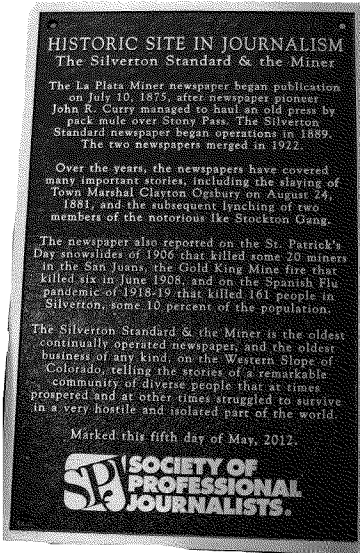 HISTORIC SITE IN JOURNALISM
The Silverton Standard & the Miner
The La Plata Miner newspaper began publication
on July 10, 1875, after newspaper pioneer
John R. Curry managed to haul an old press by
pack mule over Stony Pass. The Silverton
Standard newspaper began operations in 1889.
The two newspapers merged in 1922.
Over the years, the newspapers have covered
many important stories, including the slaying of
Town Marshal Clayton Ogsbury on August 24,
1881, and the subsequent lynching of two
members of the notorious Ike Stockton Gang.
The newspaper also reported on the St. Patrick's
Day snowslides of 1906 that killed some 20 miners
in the San Juans, the Gold King Mine fire that
killed six in June 1908, and on the Spanish Flu
pandemic of 1918-19 that killed 161 people in
Silverton, some 10 percent of the population.
The Silverton Standard & the Miner is the oldest
continually operated newspaper, and the oldest
business of any kind, on the Western Slope of
Colorado, telling the stories of a remarkable
community of diverse people that at times
prospered and at other times struggled to survive
in a very hostile and isolated part of the world.
Marked this fifth day of May, 2012.
SPJ SOCIETY OF
PROFESSIONAL
JOURNALISTS.